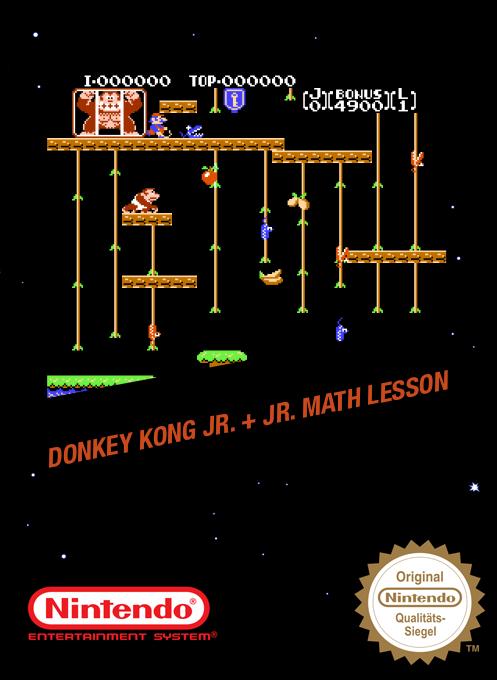 I-000000 TOP-000000
J BONUS L
0 4900 1
DONKEY KONG JR. + JR. MATH LESSON
Nintendo®
ENTERTAINMENT SYSTEM®
Original
Nintendo
Qualitäts-
Siegel
TM